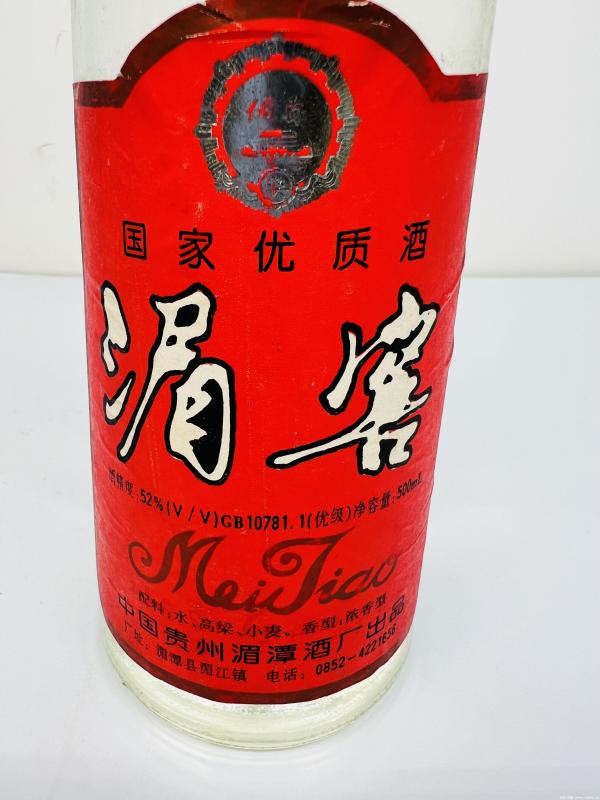 国家优质酒
湄窖
酒精度:52%(V/V)GB10781.1(优级)净容量:500mL
MeiJiao
配料:水、高粱、小麦。香型:浓香型
中国贵州湄潭酒厂出品
厂址:湄潭县湄江镇 电话:0852-4221656